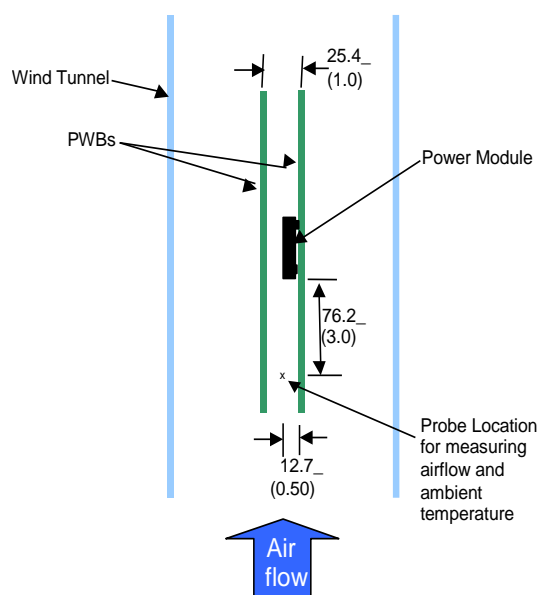 25.4_
(1.0)
Wind Tunnel
PWBs
Power Module
76.2_
(3.0)
x
Probe Location
for measuring
airflow and
ambient
temperature
12.7_
(0.50)
Air
flow